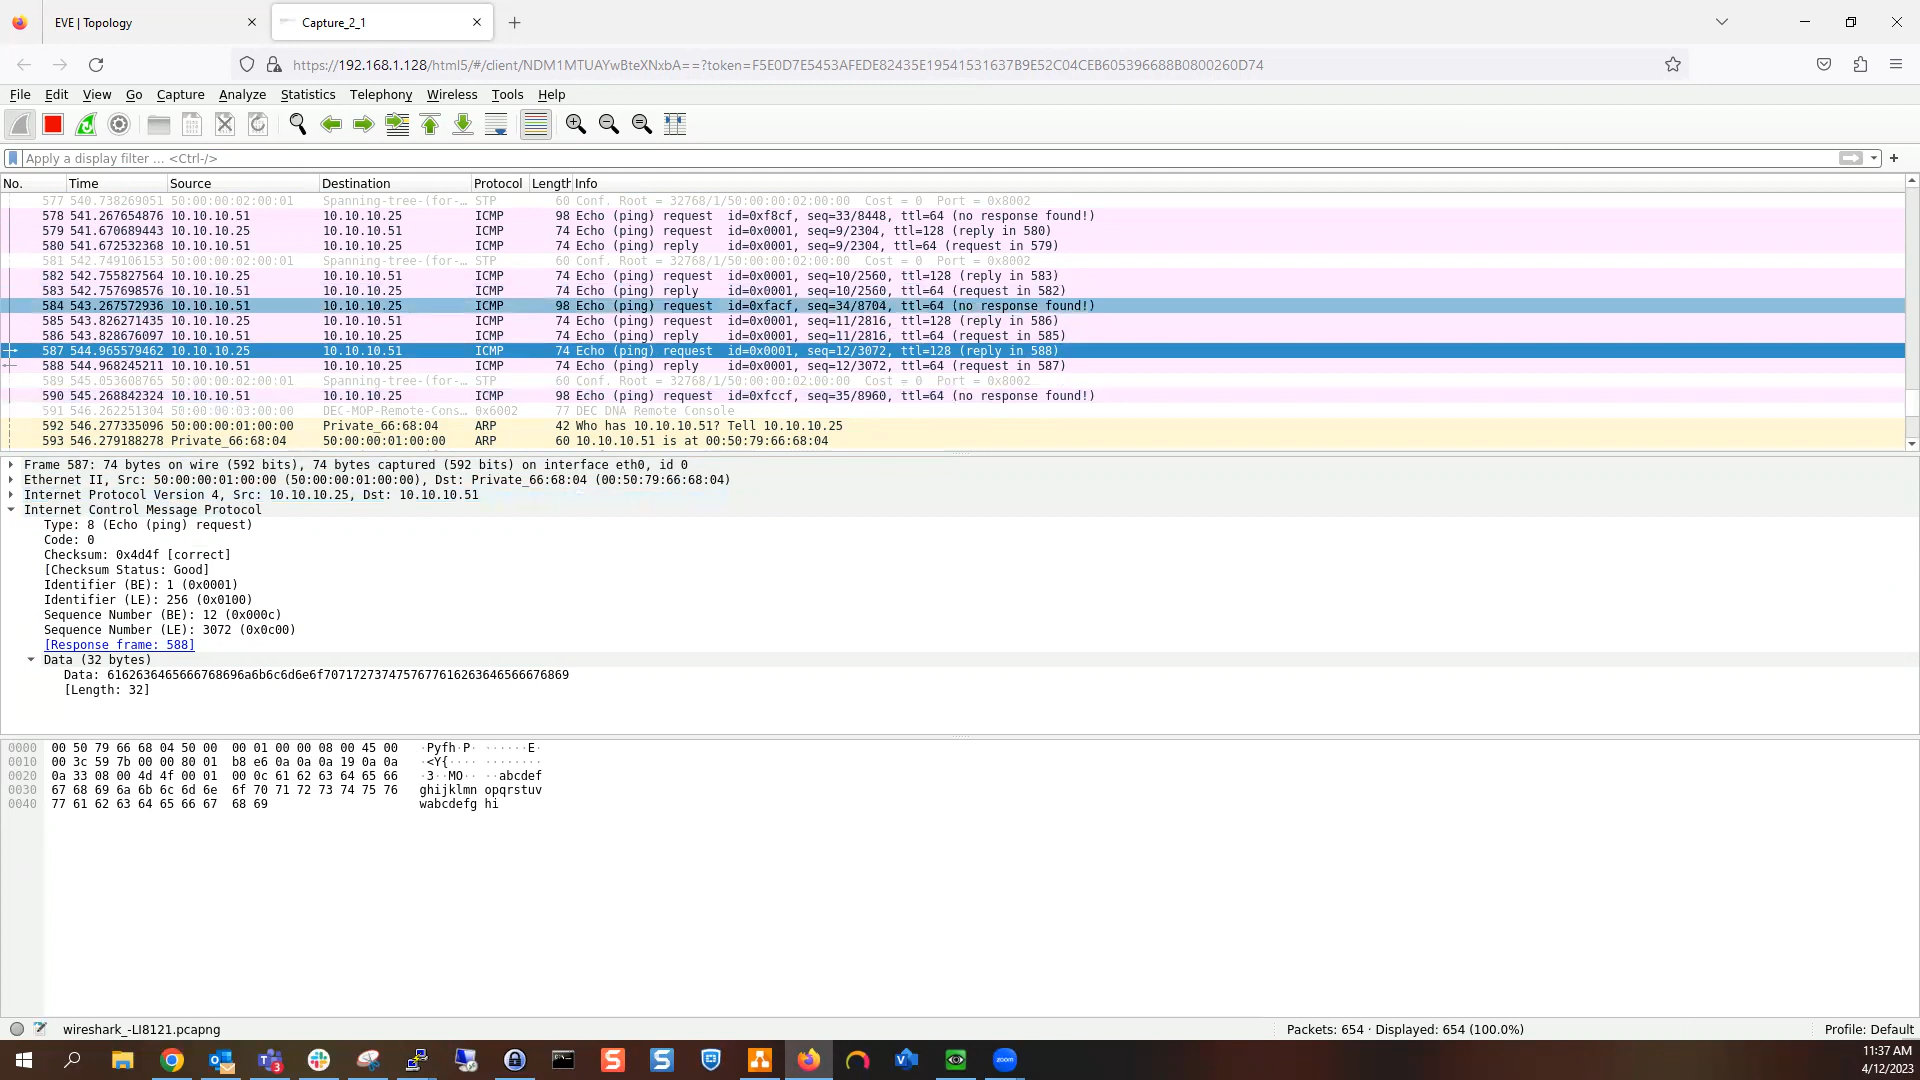 EVE | Topology
Capture_2_1
https://192.168.1.128/html5/#/client/NDM1MTUAYwBteXNxbA==?token=F5E0D7E5453AFEDE82435E19541531637B9E52C04CEB605396688B0800260D74
File Edit View Go Capture Analyze Statistics Telephony Wireless Tools Help
Apply a display filter ... <Ctrl-/>
No. Time Source Destination Protocol Length Info
577 540.738269051 50:00:00:02:00:01 Spanning-tree-(for-… STP 60 Conf. Root = 32768/1/50:00:00:02:00:00 Cost = 0 Port = 0x8002
578 541.267654876 10.10.10.51 10.10.10.25 ICMP 98 Echo (ping) request id=0xf8cf, seq=33/8448, ttl=64 (no response found!)
579 541.670689443 10.10.10.25 10.10.10.51 ICMP 74 Echo (ping) request id=0x0001, seq=9/2304, ttl=128 (reply in 580)
580 541.672532368 10.10.10.51 10.10.10.25 ICMP 74 Echo (ping) reply id=0x0001, seq=9/2304, ttl=64 (request in 579)
581 542.749106153 50:00:00:02:00:01 Spanning-tree-(for-… STP 60 Conf. Root = 32768/1/50:00:00:02:00:00 Cost = 0 Port = 0x8002
582 542.755827564 10.10.10.25 10.10.10.51 ICMP 74 Echo (ping) request id=0x0001, seq=10/2560, ttl=128 (reply in 583)
583 542.757698576 10.10.10.51 10.10.10.25 ICMP 74 Echo (ping) reply id=0x0001, seq=10/2560, ttl=64 (request in 582)
584 543.267572936 10.10.10.51 10.10.10.25 ICMP 98 Echo (ping) request id=0xfacf, seq=34/8704, ttl=64 (no response found!)
585 543.826271435 10.10.10.25 10.10.10.51 ICMP 74 Echo (ping) request id=0x0001, seq=11/2816, ttl=128 (reply in 586)
586 543.828676097 10.10.10.51 10.10.10.25 ICMP 74 Echo (ping) reply id=0x0001, seq=11/2816, ttl=64 (request in 585)
587 544.965579462 10.10.10.25 10.10.10.51 ICMP 74 Echo (ping) request id=0x0001, seq=12/3072, ttl=128 (reply in 588)
588 544.968245211 10.10.10.51 10.10.10.25 ICMP 74 Echo (ping) reply id=0x0001, seq=12/3072, ttl=64 (request in 587)
589 545.053608765 50:00:00:02:00:01 Spanning-tree-(for-… STP 60 Conf. Root = 32768/1/50:00:00:02:00:00 Cost = 0 Port = 0x8002
590 545.268842324 10.10.10.51 10.10.10.25 ICMP 98 Echo (ping) request id=0xfccf, seq=35/8960, ttl=64 (no response found!)
591 546.262251304 50:00:00:03:00:00 DEC-MOP-Remote-Cons… 0x6002 77 DEC DNA Remote Console
592 546.277335096 50:00:00:01:00:00 Private_66:68:04 ARP 42 Who has 10.10.10.51? Tell 10.10.10.25
593 546.279188278 Private_66:68:04 50:00:00:01:00:00 ARP 60 10.10.10.51 is at 00:50:79:66:68:04
Frame 587: 74 bytes on wire (592 bits), 74 bytes captured (592 bits) on interface eth0, id 0
Ethernet II, Src: 50:00:00:01:00:00 (50:00:00:01:00:00), Dst: Private_66:68:04 (00:50:79:66:68:04)
Internet Protocol Version 4, Src: 10.10.10.25, Dst: 10.10.10.51
Internet Control Message Protocol
Type: 8 (Echo (ping) request)
Code: 0
Checksum: 0x4d4f [correct]
[Checksum Status: Good]
Identifier (BE): 1 (0x0001)
Identifier (LE): 256 (0x0100)
Sequence Number (BE): 12 (0x000c)
Sequence Number (LE): 3072 (0x0c00)
[Response frame: 588]
Data (32 bytes)
Data: 6162636465666768696a6b6c6d6e6f7071727374757677616263646566676869
[Length: 32]
0000 00 50 79 66 68 04 50 00 00 01 00 00 08 00 45 00 ·Pyfh·P· ······E·
0010 00 3c 59 7b 00 00 80 01 b8 e6 0a 0a 0a 19 0a 0a ·<Y{···· ········
0020 0a 33 08 00 4d 4f 00 01 00 0c 61 62 63 64 65 66 ·3··MO·· ··abcdef
0030 67 68 69 6a 6b 6c 6d 6e 6f 70 71 72 73 74 75 76 ghijklmn opqrstuv
0040 77 61 62 63 64 65 66 67 68 69 wabcdefg hi
wireshark_-LI8121.pcapng Packets: 654 · Displayed: 654 (100.0%) Profile: Default
3
zoom
11:37 AM
4/12/2023